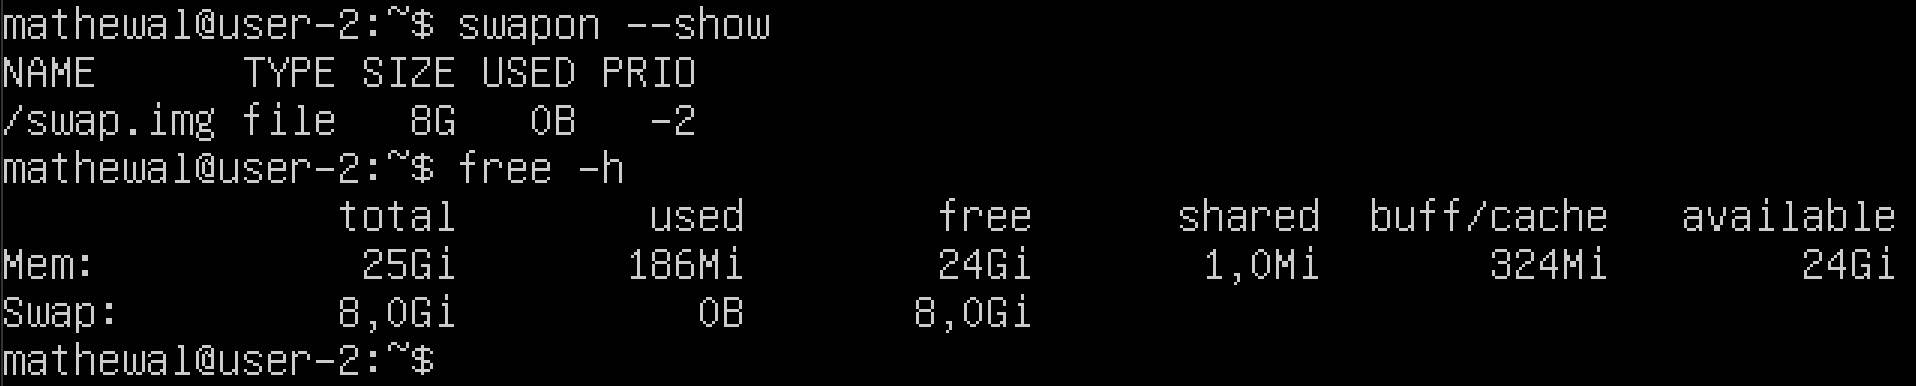 mathewal@user-2:~$ swapon --show
NAME      TYPE SIZE USED PRIO
/swap.img file   8G   0B   -2
mathewal@user-2:~$ free -h
              total        used        free      shared  buff/cache   available
Mem:           25Gi       186Mi        24Gi       1,0Mi       324Mi        24Gi
Swap:         8,0Gi          0B       8,0Gi
mathewal@user-2:~$